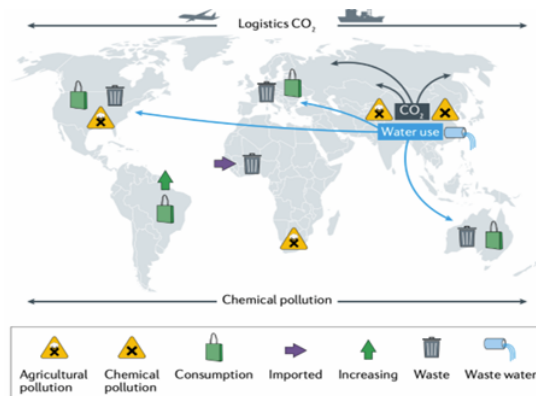 Logistics CO₂
CO₂
Water use
Chemical pollution
Agricultural pollution
Chemical pollution
Consumption
Imported
Increasing
Waste
Waste water